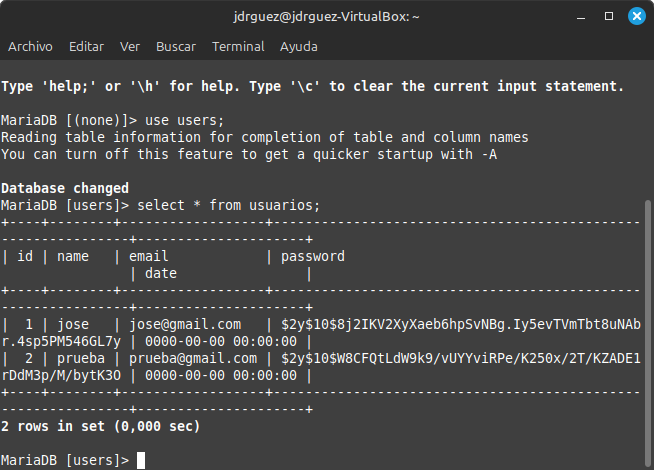 jdrguez@jdrguez-VirtualBox: ~
Archivo Editar Ver Buscar Terminal Ayuda
Type 'help;' or '\h' for help. Type '\c' to clear the current input statement.
MariaDB [(none)]> use users;
Reading table information for completion of table and column names
You can turn off this feature to get a quicker startup with -A
Database changed
MariaDB [users]> select * from usuarios;
+----+--------+------------------+---------------------------------------------
----------------+---------------------+
| id | name   | email            | password
                | date                |
+----+--------+------------------+---------------------------------------------
----------------+---------------------+
|  1 | jose   | jose@gmail.com   | $2y$10$8j2IKV2XyXaeb6hpSvNBg.Iy5evTVmTbt8uNAb
r.4sp5PM546GL7y | 0000-00-00 00:00:00 |
|  2 | prueba | prueba@gmail.com | $2y$10$W8CFQtLdW9k9/vUYYviRPe/K250x/2T/KZADE1
rDdM3p/M/bytK3O | 0000-00-00 00:00:00 |
+----+--------+------------------+---------------------------------------------
----------------+---------------------+
2 rows in set (0,000 sec)
MariaDB [users]>